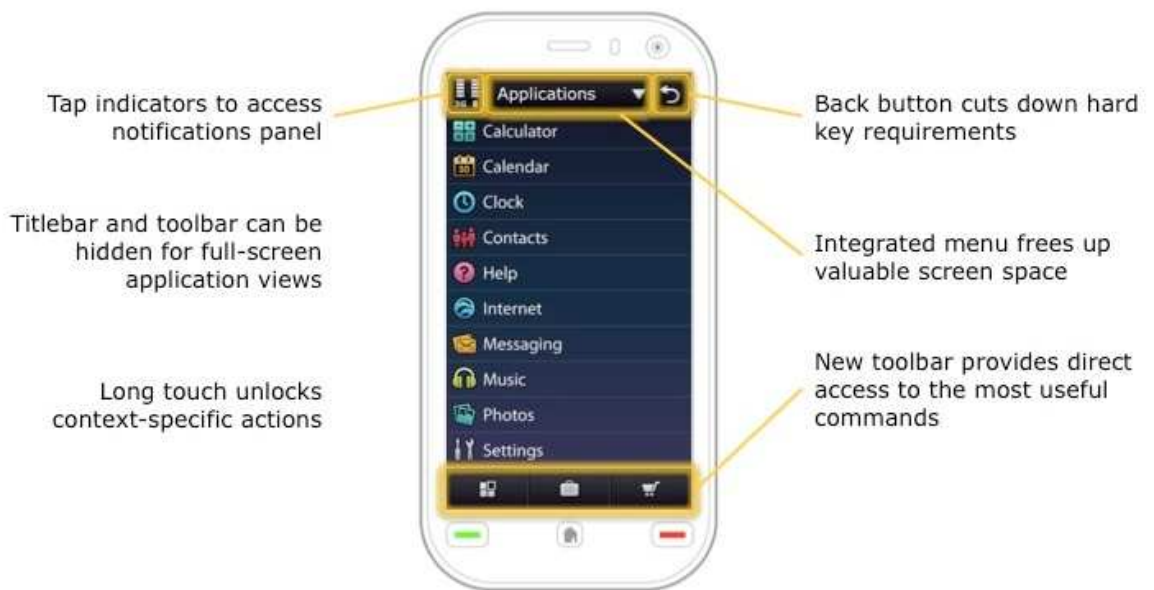 Tap indicators to access
notifications panel
Titlebar and toolbar can be
hidden for full-screen
application views
Long touch unlocks
context-specific actions
3G
Applications
Calculator
30
Calendar
Clock
Contacts
?
Help
Internet
Messaging
Music
Photos
Settings
Back button cuts down hard
key requirements
Integrated menu frees up
valuable screen space
New toolbar provides direct
access to the most useful
commands